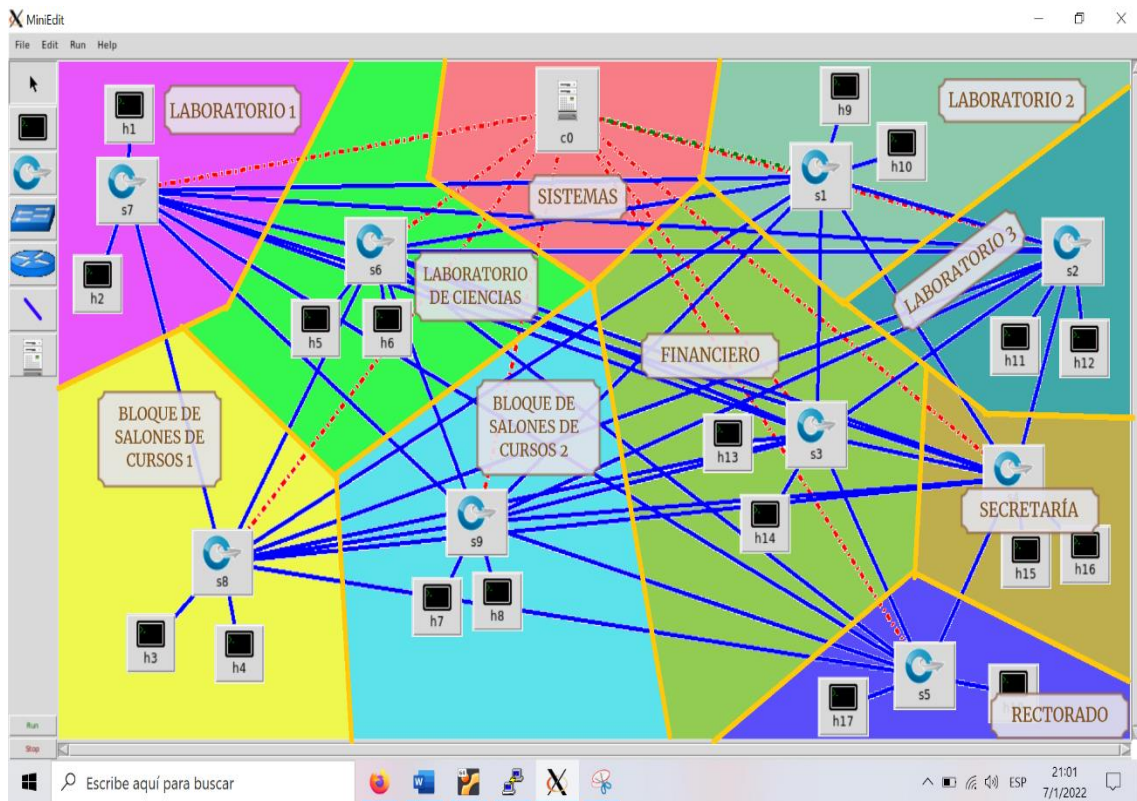 MiniEdit
File Edit Run Help
LABORATORIO 1
h1
s7
h2
c0
SISTEMAS
h9
h10
s1
LABORATORIO 2
s6
LABORATORIO
DE CIENCIAS
h5
h6
LABORATORIO 3
s2
h11
h12
BLOQUE DE
SALONES DE
CURSOS 1
s8
h3
h4
BLOQUE DE
SALONES DE
CURSOS 2
s9
h7
h8
FINANCIERO
h13
s3
h14
SECRETARÍA
h15
h16
s5
h17
RECTORADO
Run
Stop
Escribe aquí para buscar
ESP
21:01
7/1/2022